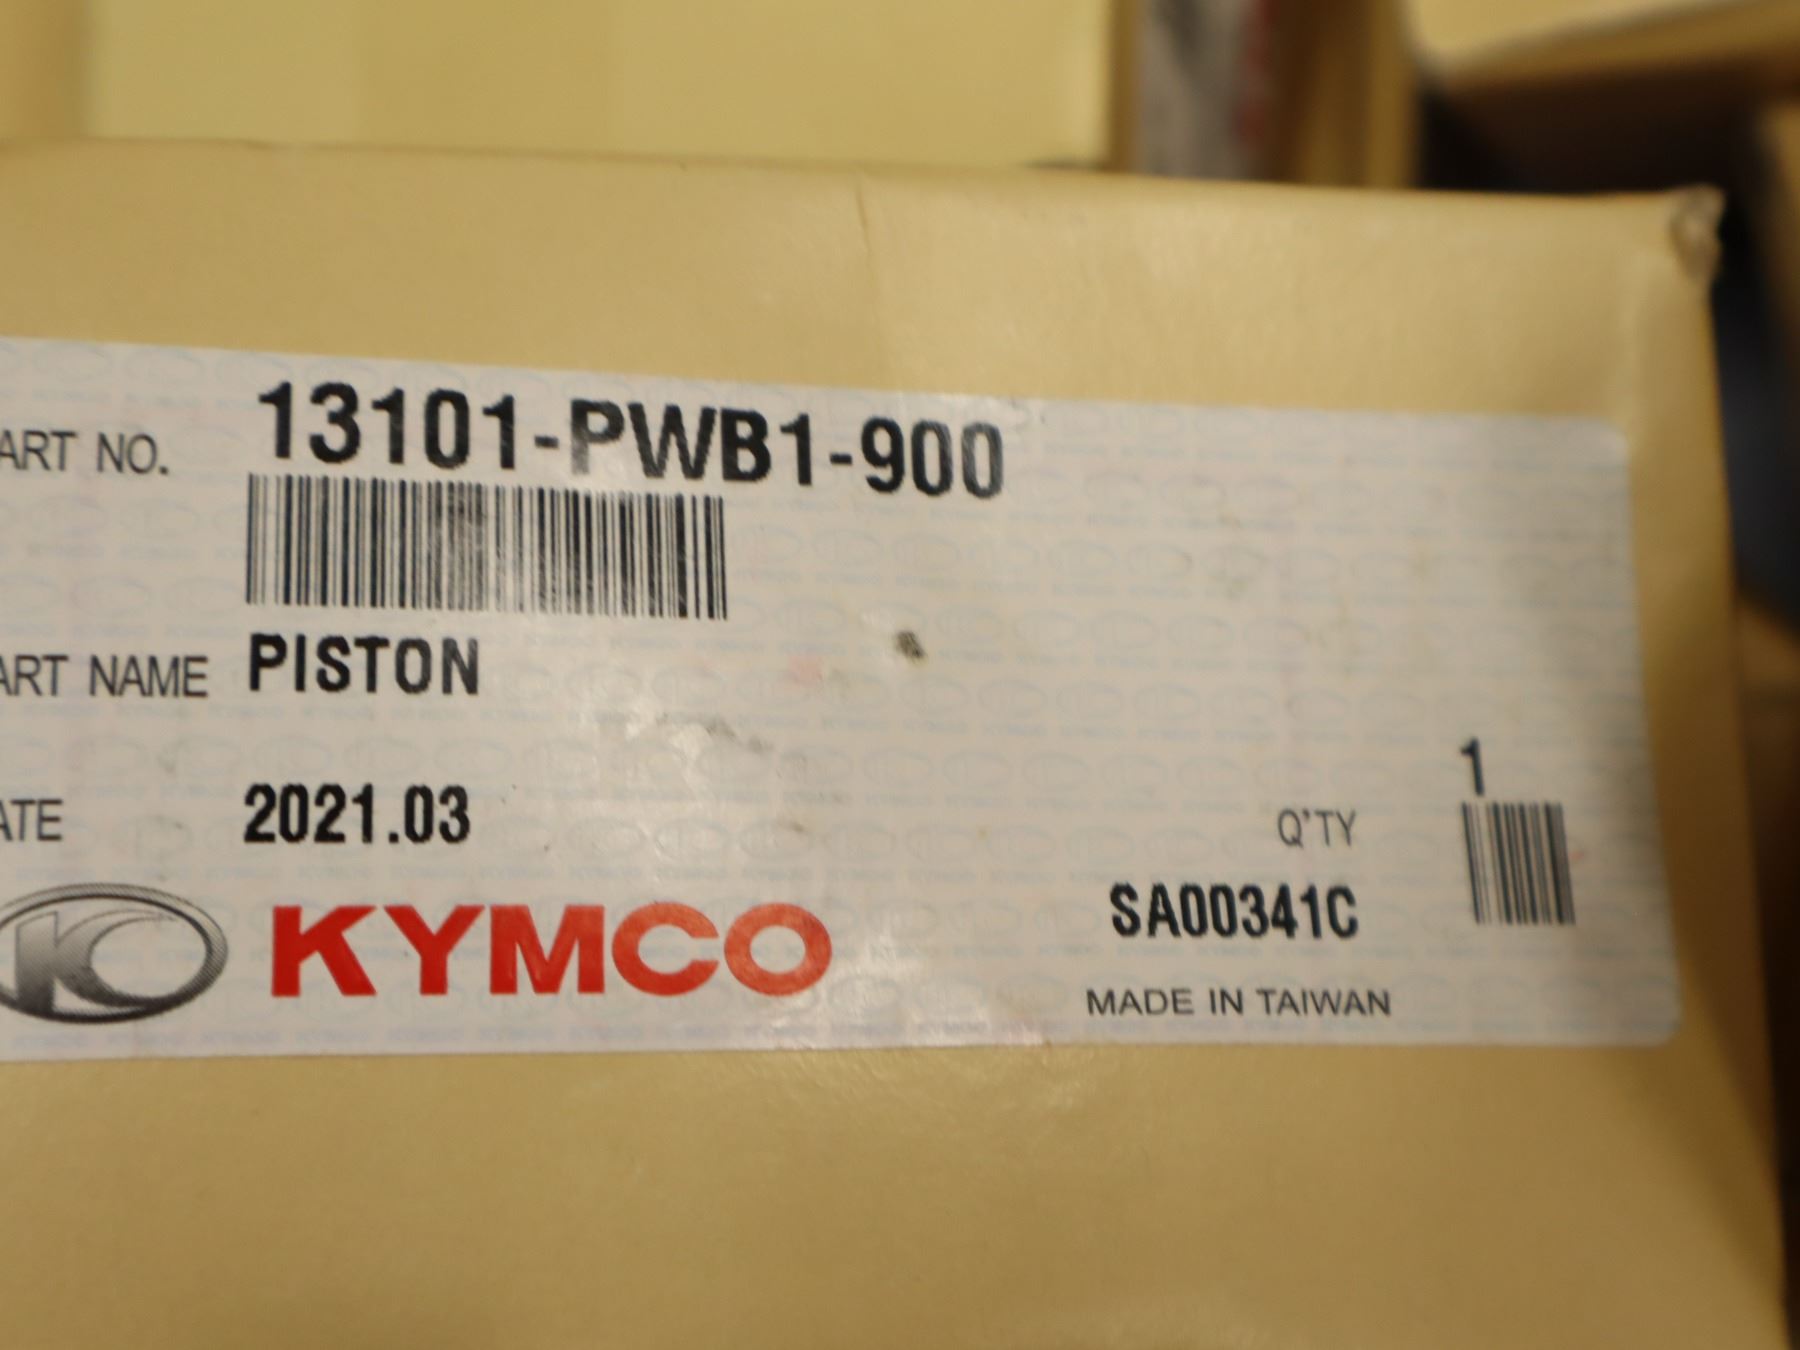 ART NO. 13101-PWB1-900
ART NAME PISTON
ATE 2021.03
Q'TY 1
SA00341C
KYMCO
MADE IN TAIWAN